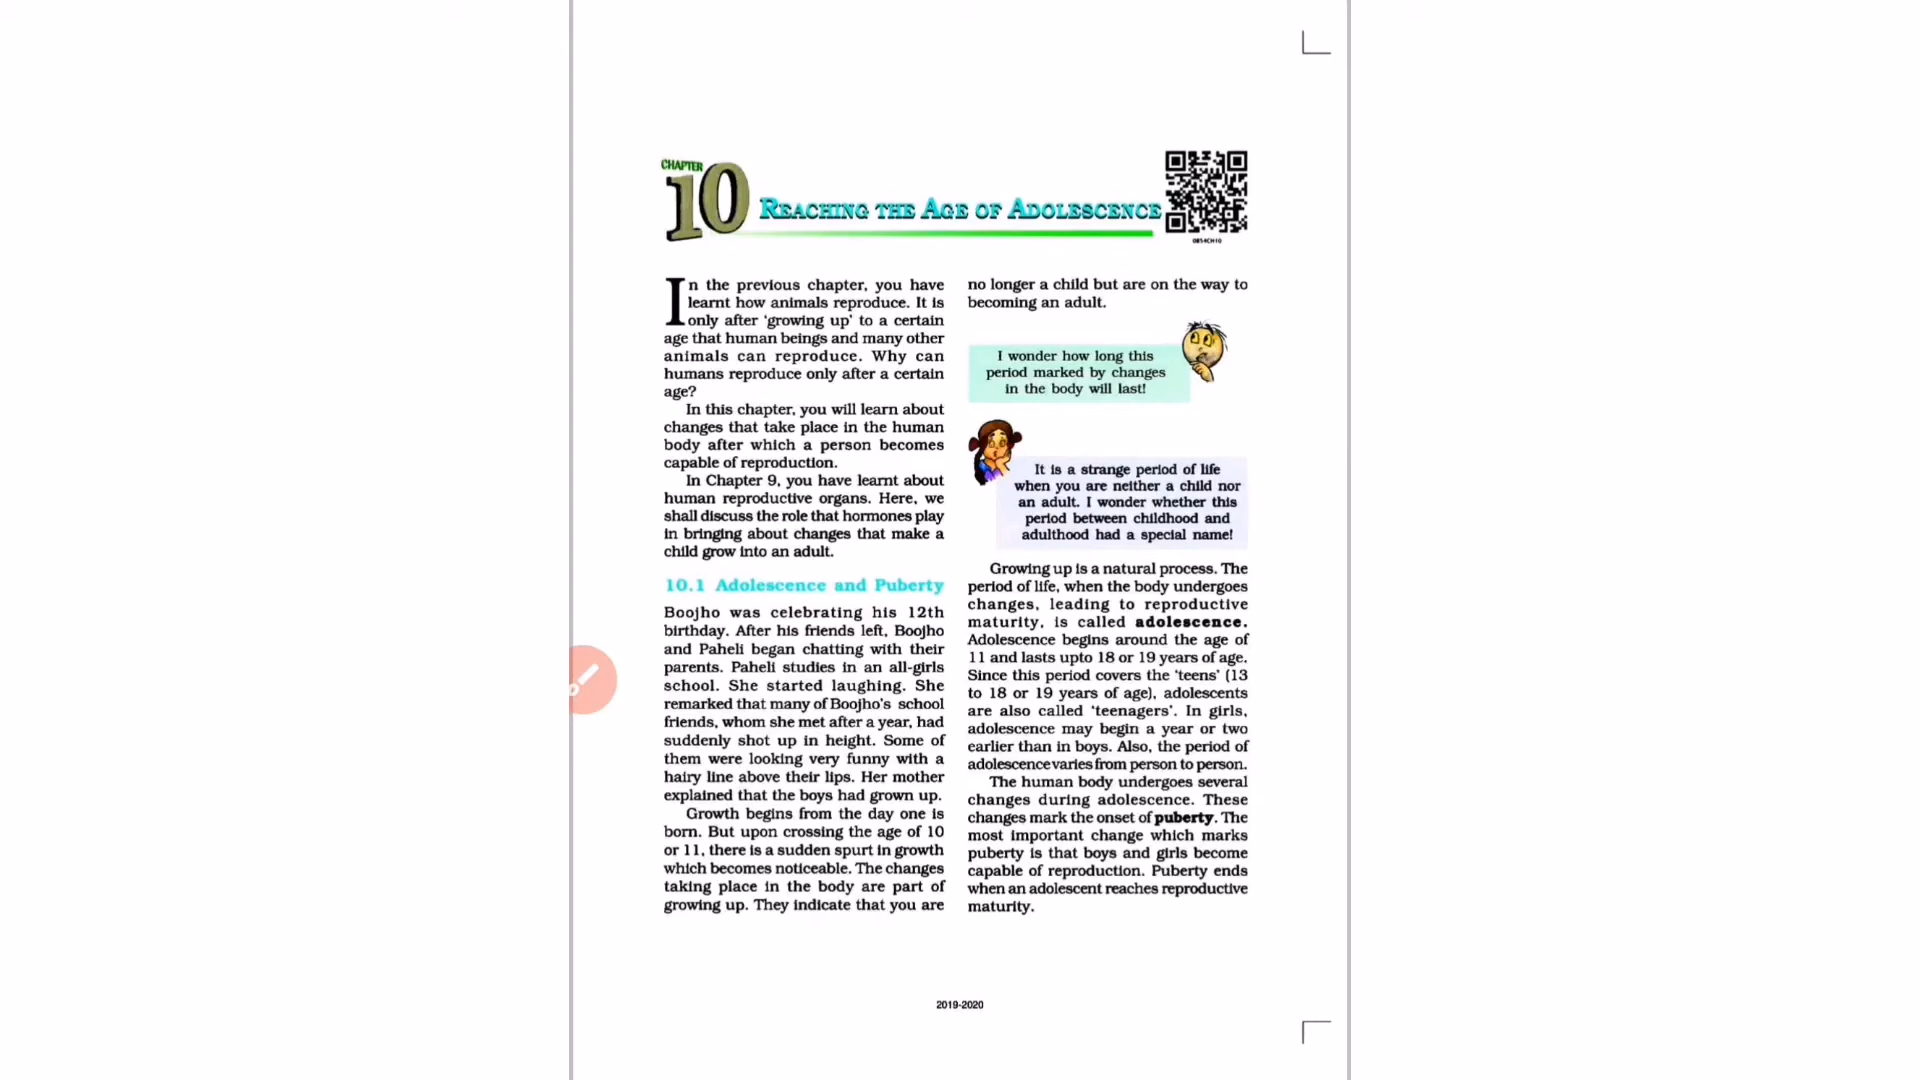 CHAPTER
10
REACHING THE AGE OF ADOLESCENCE
0854CH10
In the previous chapter, you have
learnt how animals reproduce. It is
only after ‘growing up’ to a certain
age that human beings and many other
animals can reproduce. Why can
humans reproduce only after a certain
age?
In this chapter, you will learn about
changes that take place in the human
body after which a person becomes
capable of reproduction.
In Chapter 9, you have learnt about
human reproductive organs. Here, we
shall discuss the role that hormones play
in bringing about changes that make a
child grow into an adult.
10.1 Adolescence and Puberty
Boojho was celebrating his 12th
birthday. After his friends left, Boojho
and Paheli began chatting with their
parents. Paheli studies in an all-girls
school. She started laughing. She
remarked that many of Boojho’s school
friends, whom she met after a year, had
suddenly shot up in height. Some of
them were looking very funny with a
hairy line above their lips. Her mother
explained that the boys had grown up.
Growth begins from the day one is
born. But upon crossing the age of 10
or 11, there is a sudden spurt in growth
which becomes noticeable. The changes
taking place in the body are part of
growing up. They indicate that you are
no longer a child but are on the way to
becoming an adult.
I wonder how long this
period marked by changes
in the body will last!
It is a strange period of life
when you are neither a child nor
an adult. I wonder whether this
period between childhood and
adulthood had a special name!
Growing up is a natural process. The
period of life, when the body undergoes
changes, leading to reproductive
maturity, is called adolescence.
Adolescence begins around the age of
11 and lasts upto 18 or 19 years of age.
Since this period covers the ‘teens’ (13
to 18 or 19 years of age), adolescents
are also called ‘teenagers’. In girls,
adolescence may begin a year or two
earlier than in boys. Also, the period of
adolescence varies from person to person.
The human body undergoes several
changes during adolescence. These
changes mark the onset of puberty. The
most important change which marks
puberty is that boys and girls become
capable of reproduction. Puberty ends
when an adolescent reaches reproductive
maturity.
2019-2020